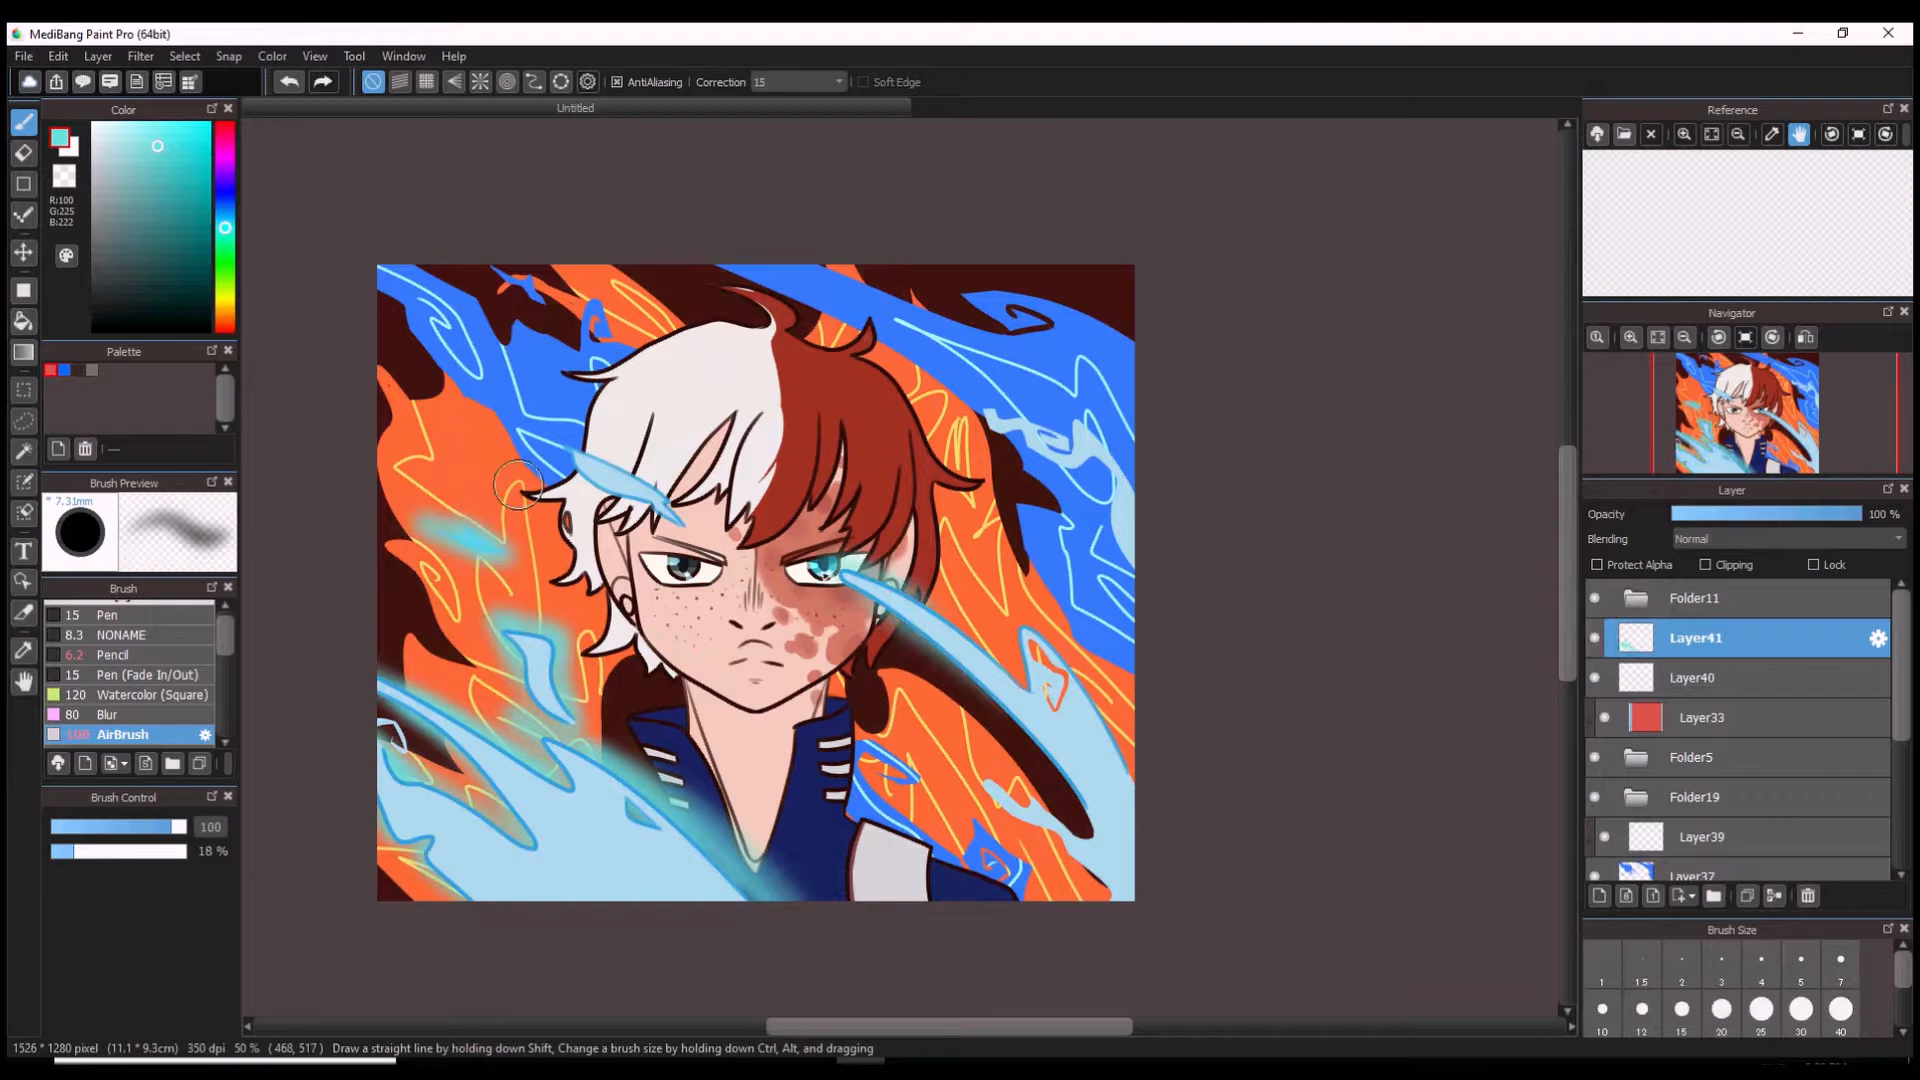 MediBang Paint Pro (64bit)
File Edit Layer Filter Select Snap Color View Tool Window Help
AntiAliasing Correction 15 Soft Edge
Color
Untitled
Reference
R:100
G:225
B:222
Navigator
Palette
Brush Preview
* 7.31mm
Layer
Opacity 100 %
Blending Normal
Protect Alpha Clipping Lock
Brush
15 Pen
8.3 NONAME
6.2 Pencil
15 Pen (Fade In/Out)
120 Watercolor (Square)
80 Blur
100 AirBrush
Folder11
Layer41
Layer40
Layer33
Folder5
Folder19
Layer39
Layer37
Brush Control
100
18 %
Brush Size
1 1.5 2 3 4 5 7
10 12 15 20 25 30 40
1526 * 1280 pixel (11.1 * 9.3cm) 350 dpi 50 % ( 468, 517 ) Draw a straight line by holding down Shift, Change a brush size by holding down Ctrl, Alt, and dragging